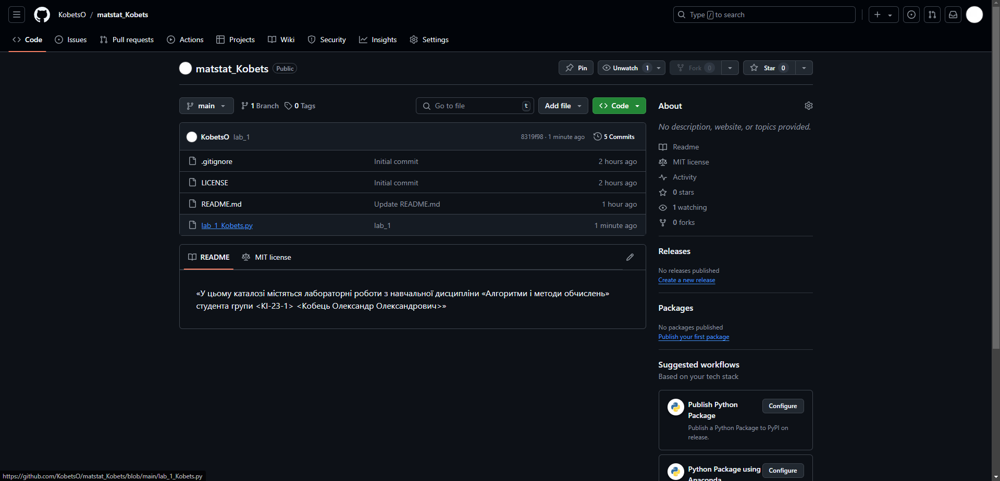 KobetsO / matstat_Kobets
Type / to search
Code Issues Pull requests Actions Projects Wiki Security Insights Settings
matstat_Kobets Public
Pin Unwatch 1 Fork 0 Star 0
main 1 Branch 0 Tags
Go to file t Add file Code
KobetsO lab_1 8319f98 · 1 minute ago 5 Commits
.gitignore Initial commit 2 hours ago
LICENSE Initial commit 2 hours ago
README.md Update README.md 1 hour ago
lab_1_Kobets.py lab_1 1 minute ago
README MIT license
«У цьому каталозі містяться лабораторні роботи з навчальної дисципліни «Алгоритми і методи обчислень»
студента групи <КІ-23-1> <Кобець Олександр Олександрович>»
About
No description, website, or topics provided.
Readme
MIT license
Activity
0 stars
1 watching
0 forks
Releases
No releases published
Create a new release
Packages
No packages published
Publish your first package
Suggested workflows
Based on your tech stack
Publish Python
Package
Configure
Publish a Python Package to PyPI on
release.
Python Package using
Anaconda
Configure
https://github.com/KobetsO/matstat_Kobets/blob/main/lab_1_Kobets.py